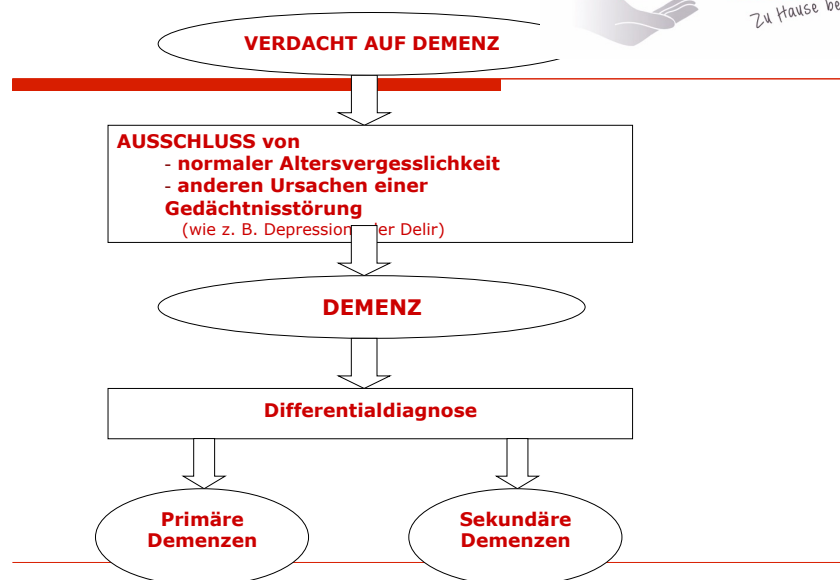 Zu Hause
VERDACHT AUF DEMENZ
AUSSCHLUSS von
- normaler Altersvergesslichkeit
- anderen Ursachen einer
Gedächtnisstörung
(wie z. B. Depression Delir)
DEMENZ
Differentialdiagnose
Primäre
Demenzen
Sekundäre
Demenzen